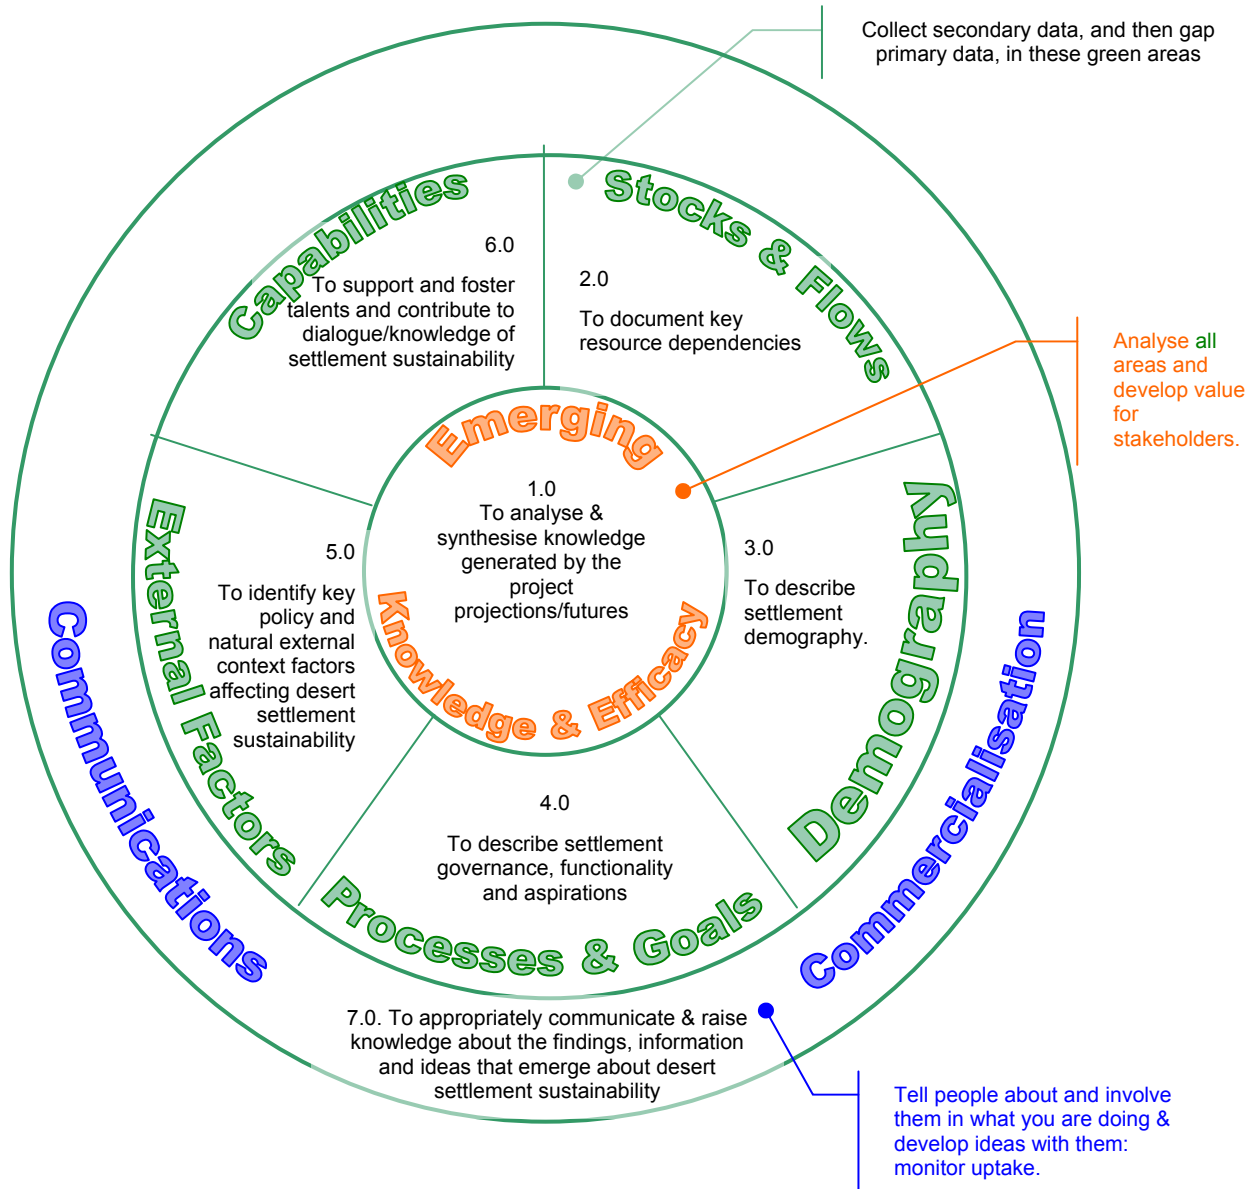 Collect secondary data, and then gap
primary data, in these green areas
Capabilities
6.0
To support and foster
talents and contribute to
dialogue/knowledge of
settlement sustainability
Stocks & Flows
2.0
To document key
resource dependencies
Analyse all
areas and
develop value
for
stakeholders.
Emerging
1.0
To analyse &
synthesise knowledge
generated by the
project
projections/futures
Knowledge & Efficacy
External Factors
5.0
To identify key
policy and
natural external
context factors
affecting desert
settlement
sustainability
3.0
To describe
settlement
demography.
Demography
4.0
To describe settlement
governance, functionality
and aspirations
Processes & Goals
Communications
Commercialisation
7.0. To appropriately communicate & raise
knowledge about the findings, information
and ideas that emerge about desert
settlement sustainability
Tell people about and involve
them in what you are doing &
develop ideas with them:
monitor uptake.